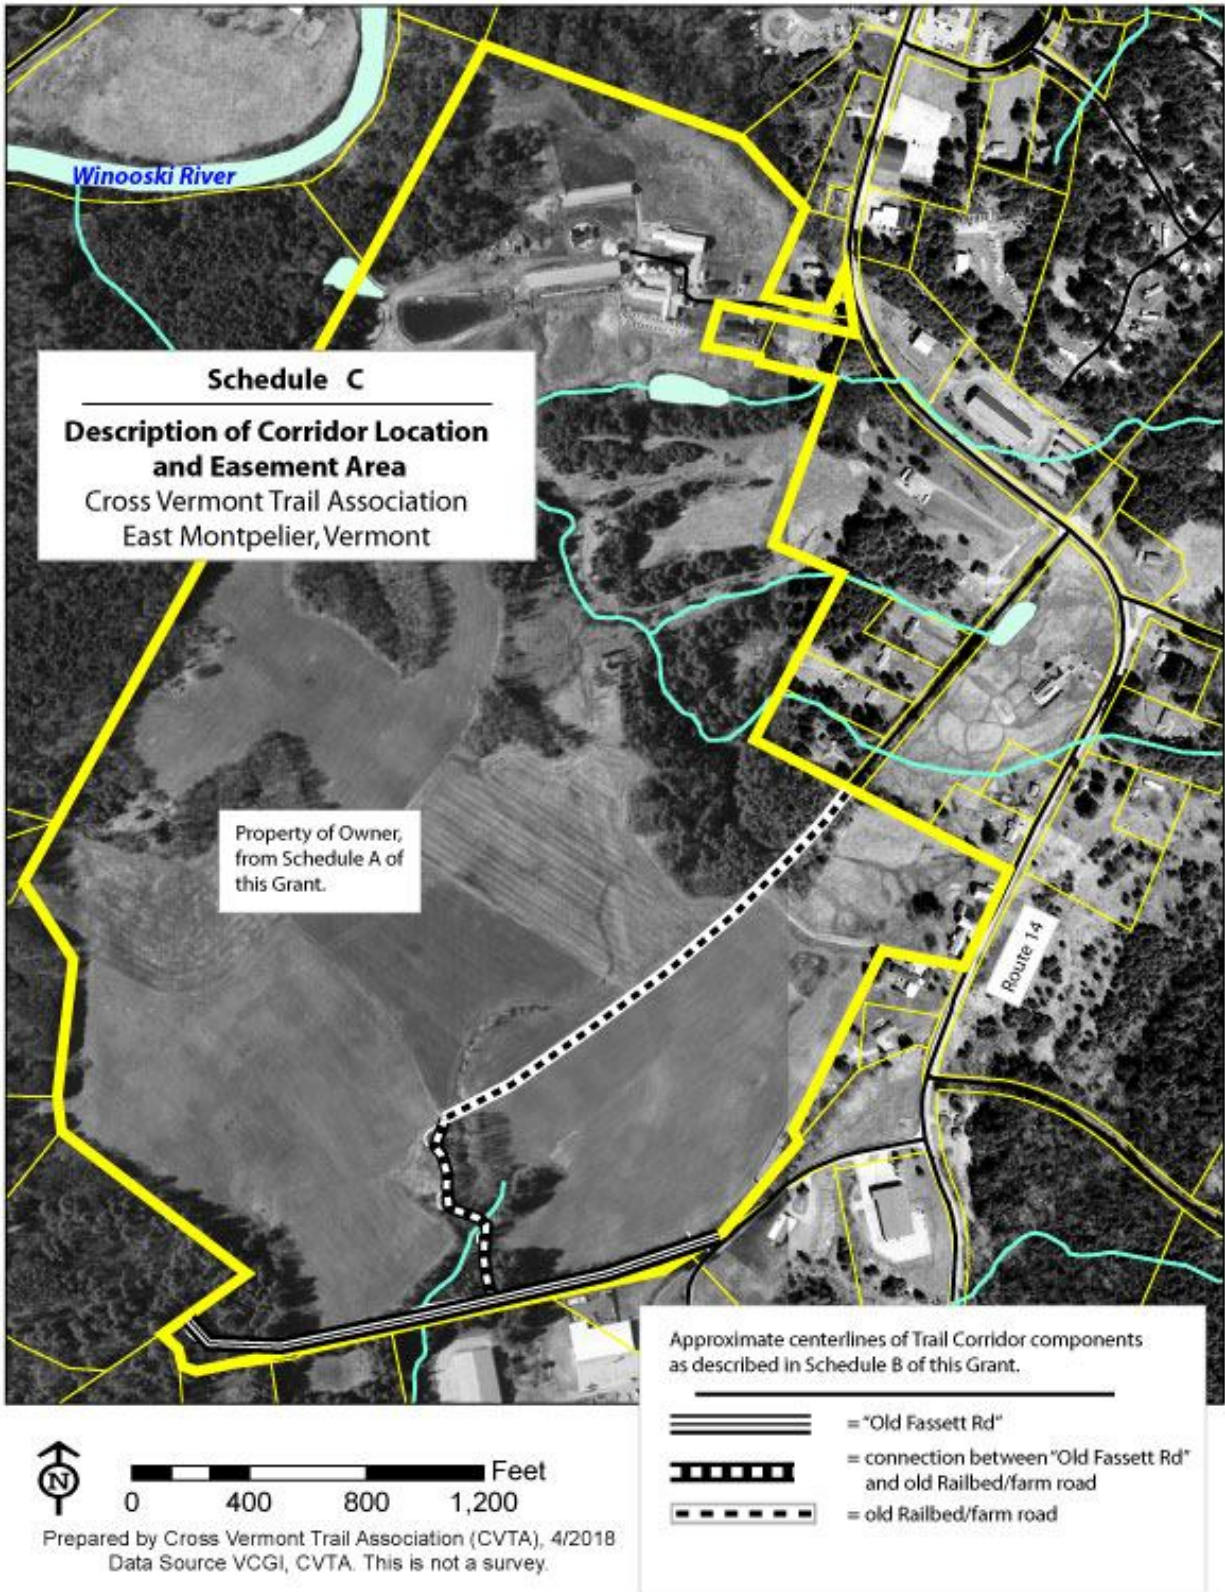 Winooski River
Schedule C
Description of Corridor Location
and Easement Area
Cross Vermont Trail Association
East Montpelier, Vermont
Property of Owner,
from Schedule A of
this Grant.
Route 14
Approximate centerlines of Trail Corridor components
as described in Schedule B of this Grant.
= "Old Fassett Rd"
= connection between "Old Fassett Rd"
and old Railbed/farm road
= old Railbed/farm road
N
Feet
0 400 800 1,200
Prepared by Cross Vermont Trail Association (CVTA), 4/2018
Data Source VCGI, CVTA. This is not a survey.